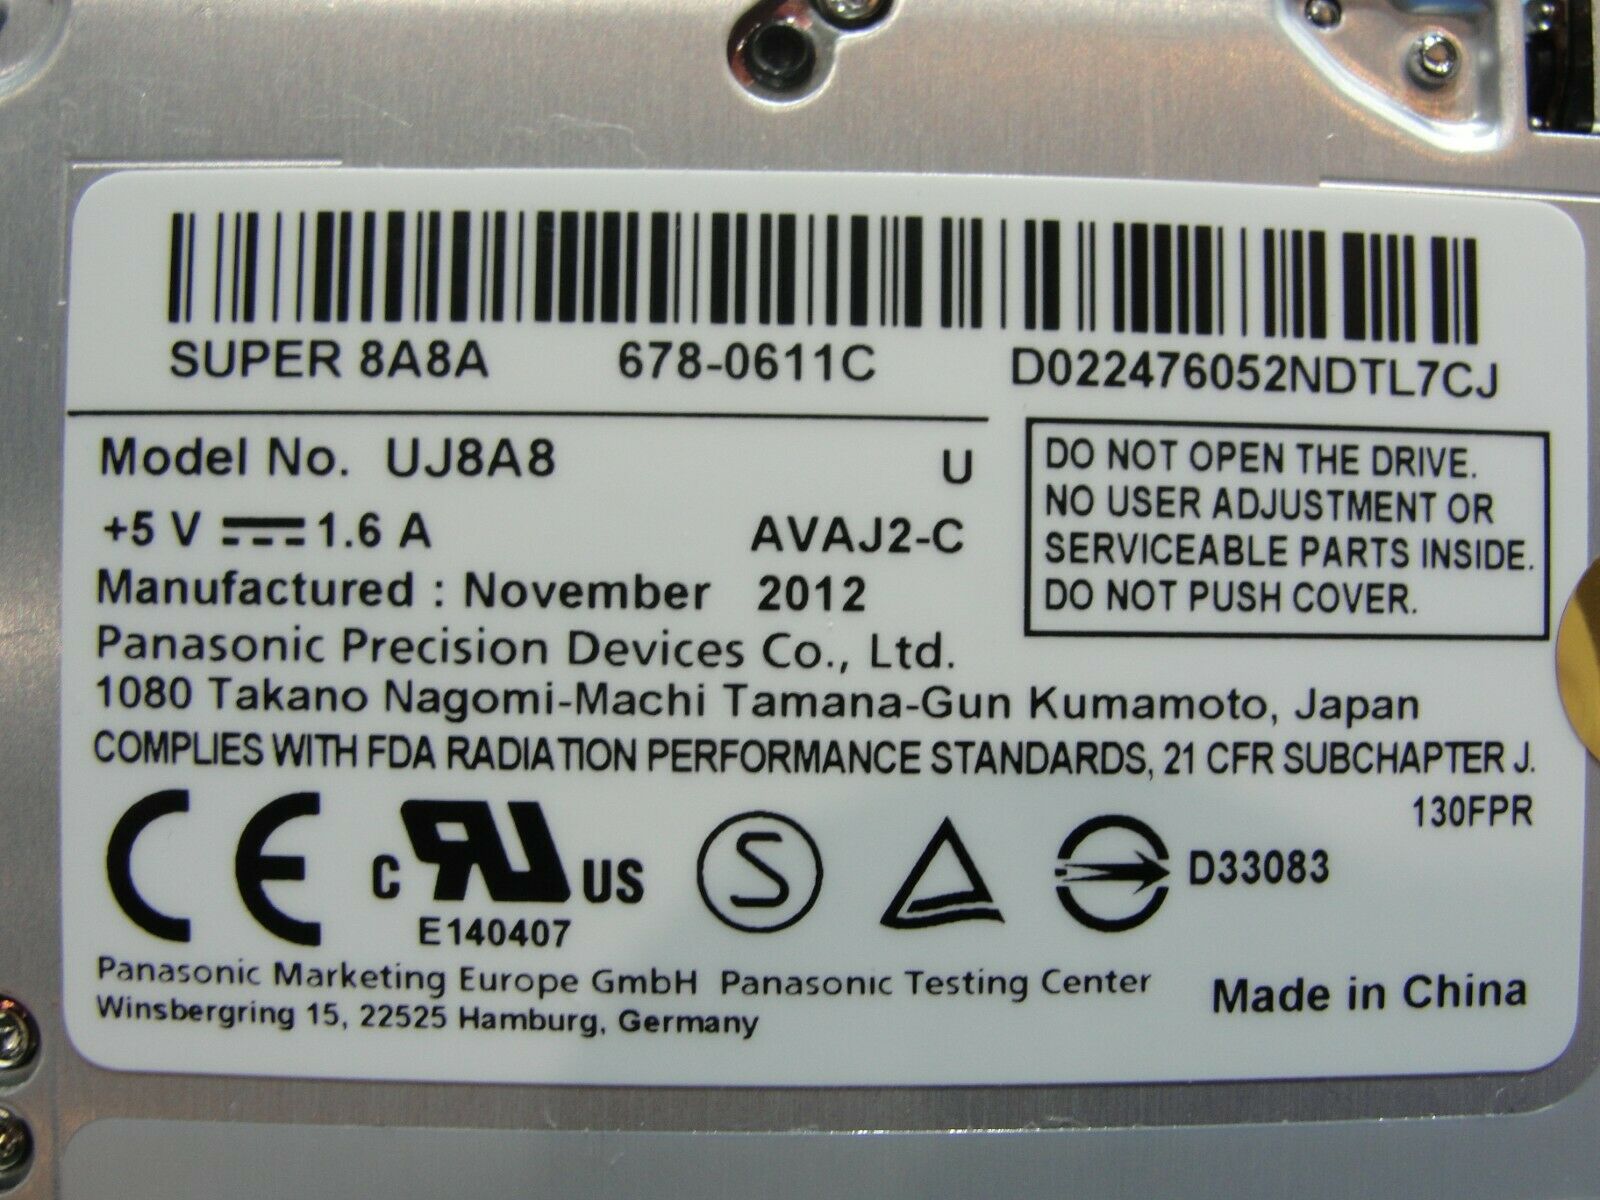 SUPER 8A8A 678-0611C D022476052NDTL7CJ
Model No. UJ8A8 U
+5 V 1.6 A AVAJ2-C
Manufactured : November 2012
DO NOT OPEN THE DRIVE.
NO USER ADJUSTMENT OR
SERVICEABLE PARTS INSIDE.
DO NOT PUSH COVER.
Panasonic Precision Devices Co., Ltd.
1080 Takano Nagomi-Machi Tamana-Gun Kumamoto, Japan
COMPLIES WITH FDA RADIATION PERFORMANCE STANDARDS, 21 CFR SUBCHAPTER J.
130FPR
CE C RU US S D33083
E140407
Panasonic Marketing Europe GmbH Panasonic Testing Center
Winsbergring 15, 22525 Hamburg, Germany
Made in China